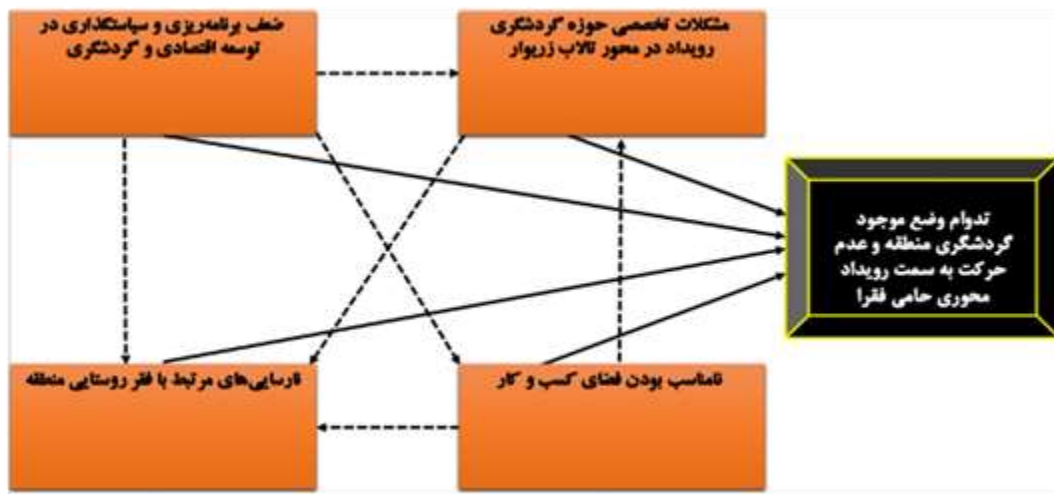 مشکلات تخصصی حوزه گردشگری
رویداد در محور تالاب زریوار
ضعف برنامه‌ریزی و سیاستگذاری در
توسعه اقتصادی و گردشگری
تدوام وضع موجود
گردشگری منطقه و عدم
حرکت به سمت رویداد
محوری حامی فقرا
نامناسب بودن فضای کسب و کار
نارسایی‌های مرتبط با فقر روستایی منطقه